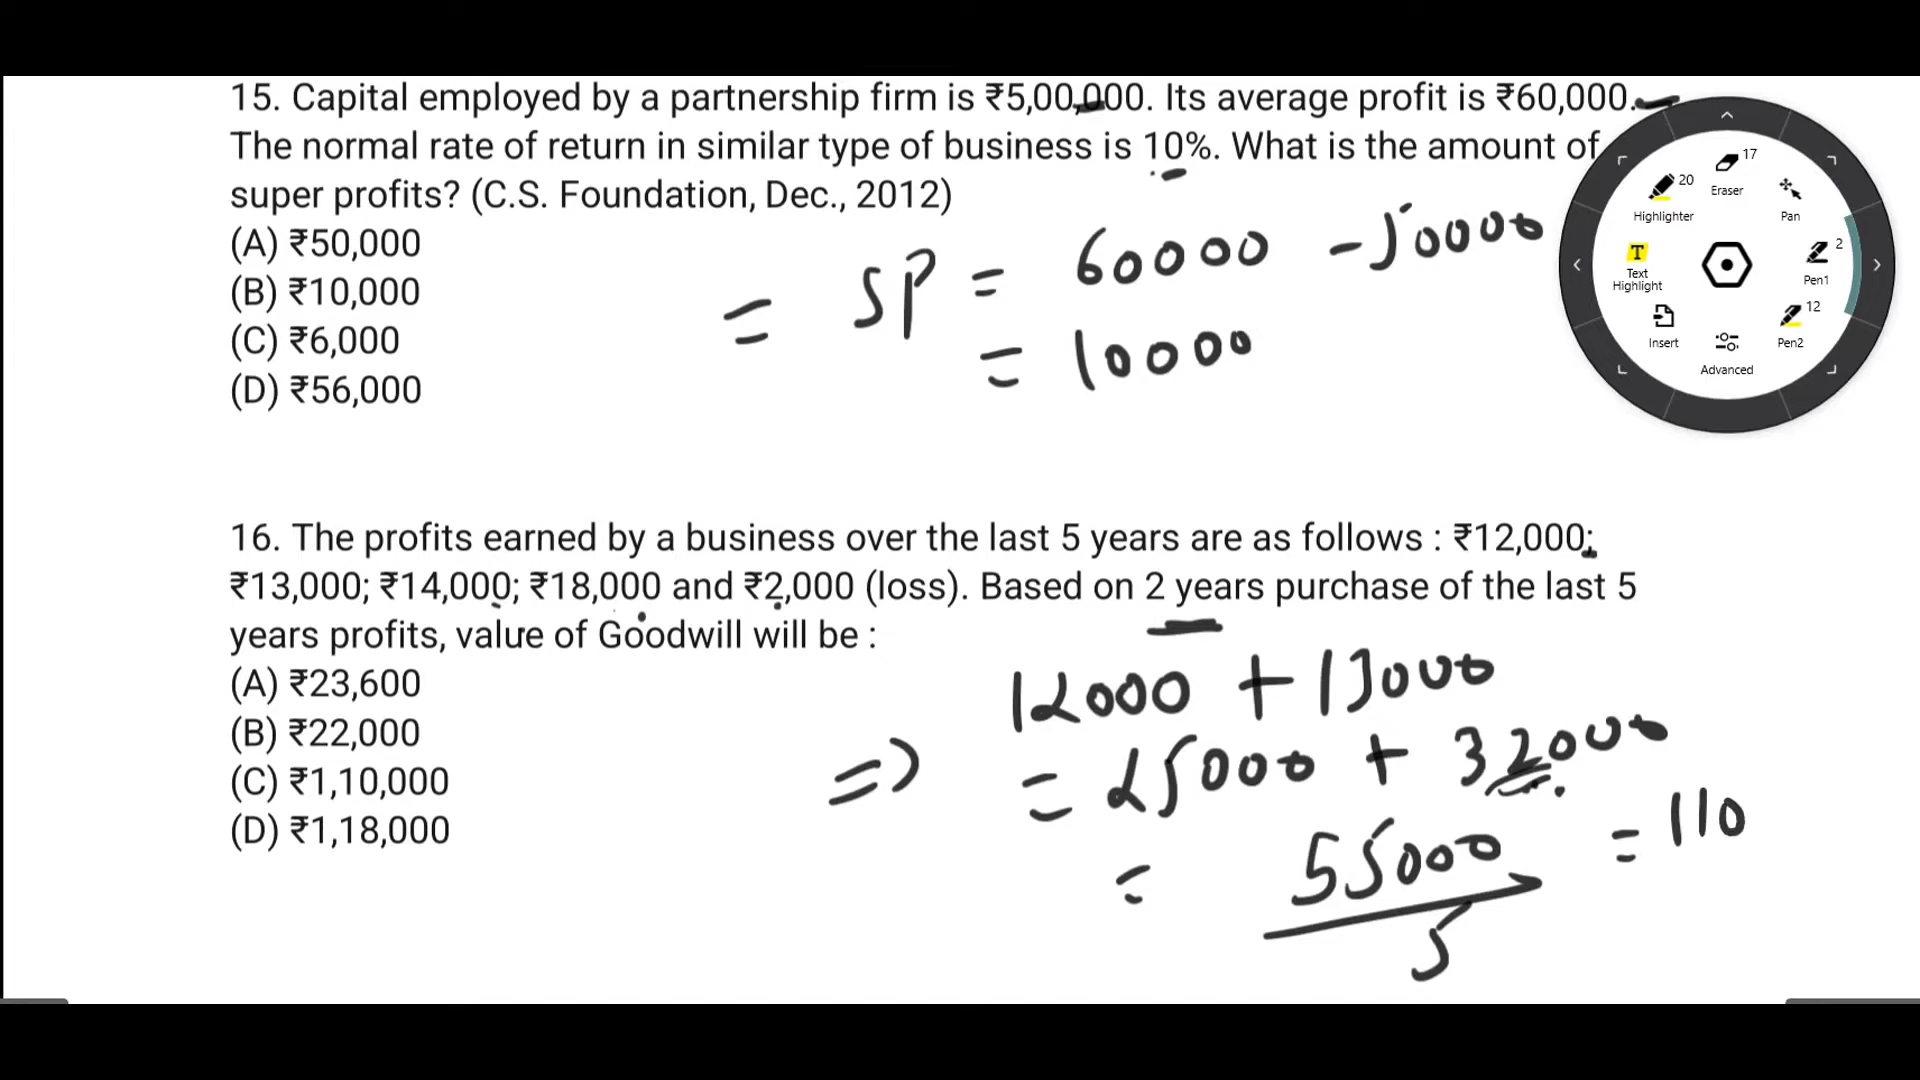 15. Capital employed by a partnership firm is ₹5,00,000. Its average profit is ₹60,000.
The normal rate of return in similar type of business is 10%. What is the amount of
super profits? (C.S. Foundation, Dec., 2012)
(A) ₹50,000
(B) ₹10,000
(C) ₹6,000
(D) ₹56,000
= SP = 60000 - 50000
= 10000
16. The profits earned by a business over the last 5 years are as follows : ₹12,000;
₹13,000; ₹14,000; ₹18,000 and ₹2,000 (loss). Based on 2 years purchase of the last 5
years profits, value of Goodwill will be :
(A) ₹23,600
(B) ₹22,000
(C) ₹1,10,000
(D) ₹1,18,000
=> 12000 + 13000
= 25000 + 32000
= 55000 = 110
5
17
Eraser
20
Highlighter
Pan
T
Text
Highlight
2
Pen1
Insert
12
Pen2
Advanced